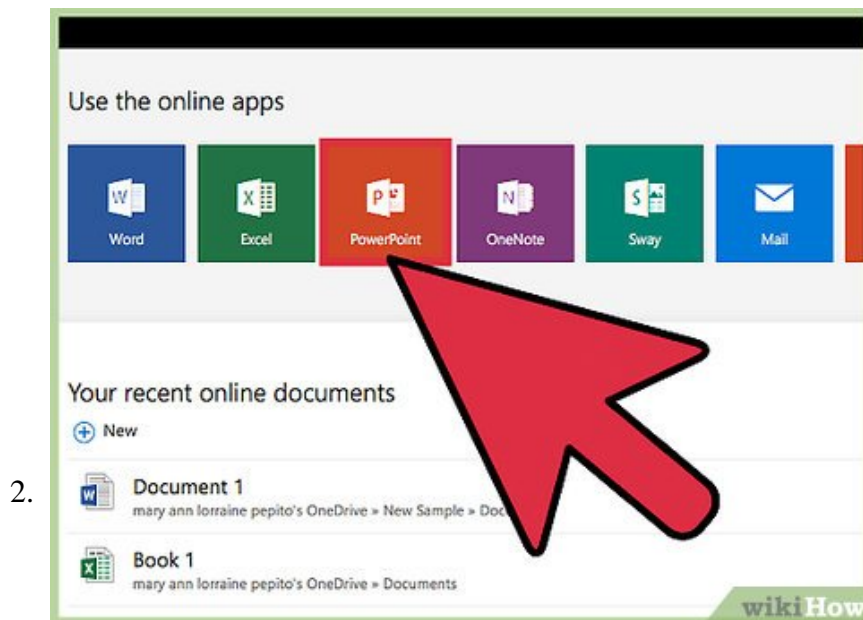 Use the online apps
W
X
P
N
S
Word
Excel
PowerPoint
OneNote
Sway
Mail
Your recent online documents
New
2.
W
Document 1
mary ann lorraine pepito's OneDrive » New Sample »
X
Book 1
mary ann lorraine pepito's OneDrive » Documents
wikiHow